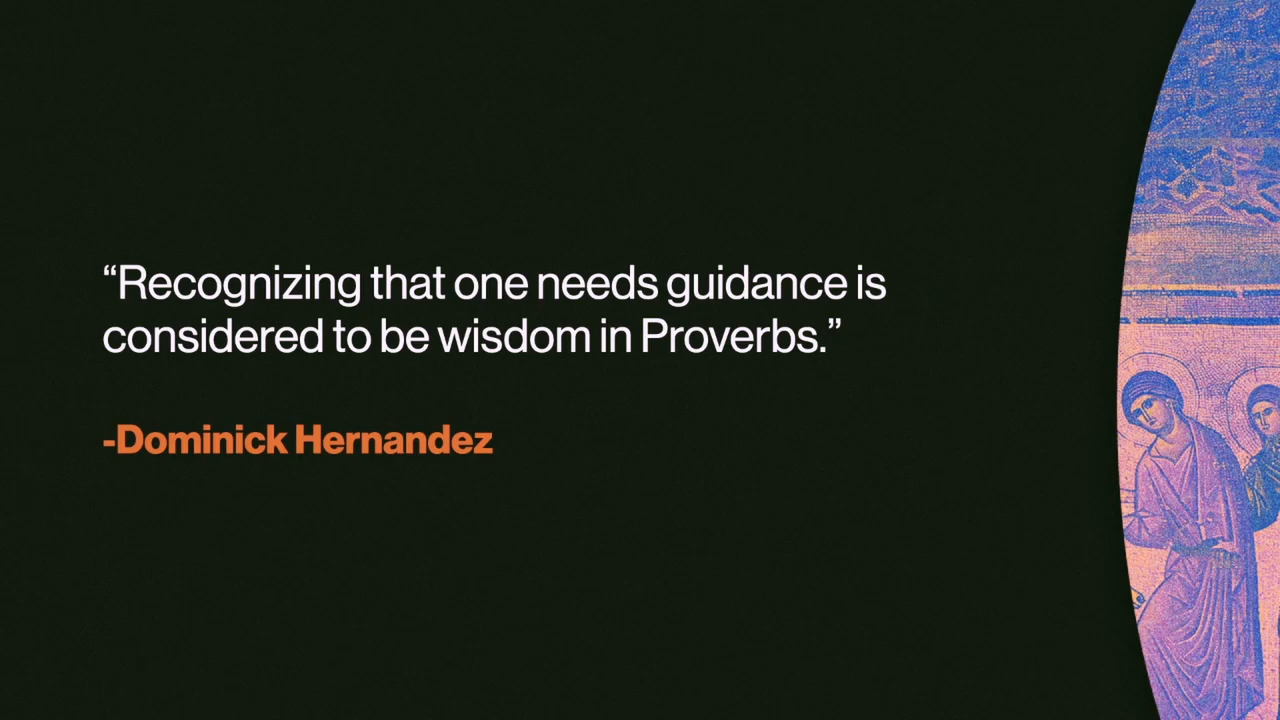 “Recognizing that one needs guidance is
considered to be wisdom in Proverbs.”
-Dominick Hernandez